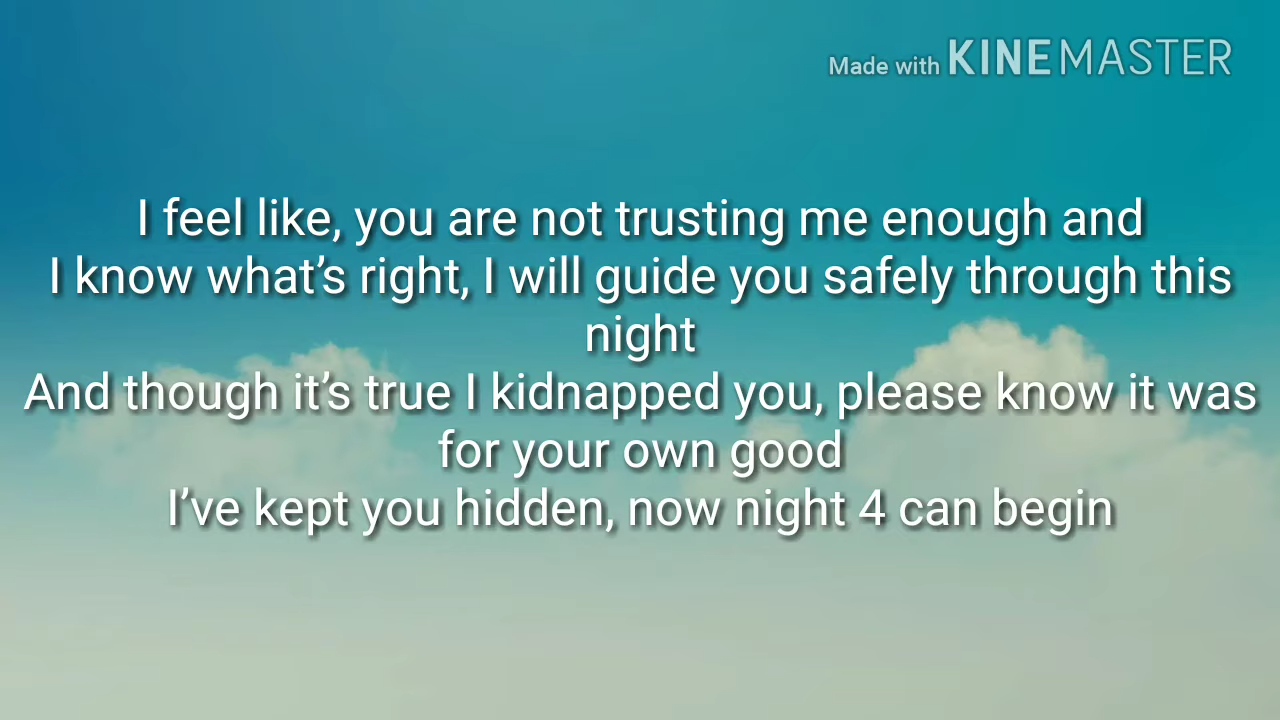 Made with KINEMASTER
I feel like, you are not trusting me enough and
I know what’s right, I will guide you safely through this
night
And though it’s true I kidnapped you, please know it was
for your own good
I’ve kept you hidden, now night 4 can begin